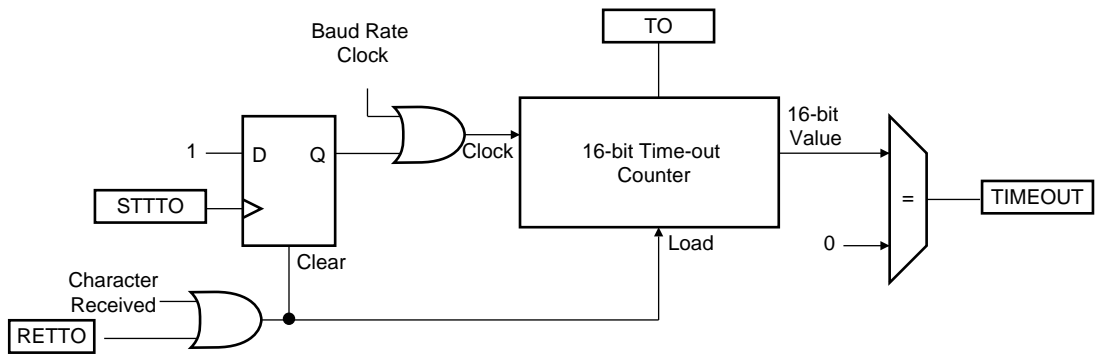 TO
Baud Rate
Clock
1
D
Q
Clock
16-bit Time-out
Counter
16-bit
Value
=
TIMEOUT
STTTO
Clear
Load
0
Character
Received
RETTO